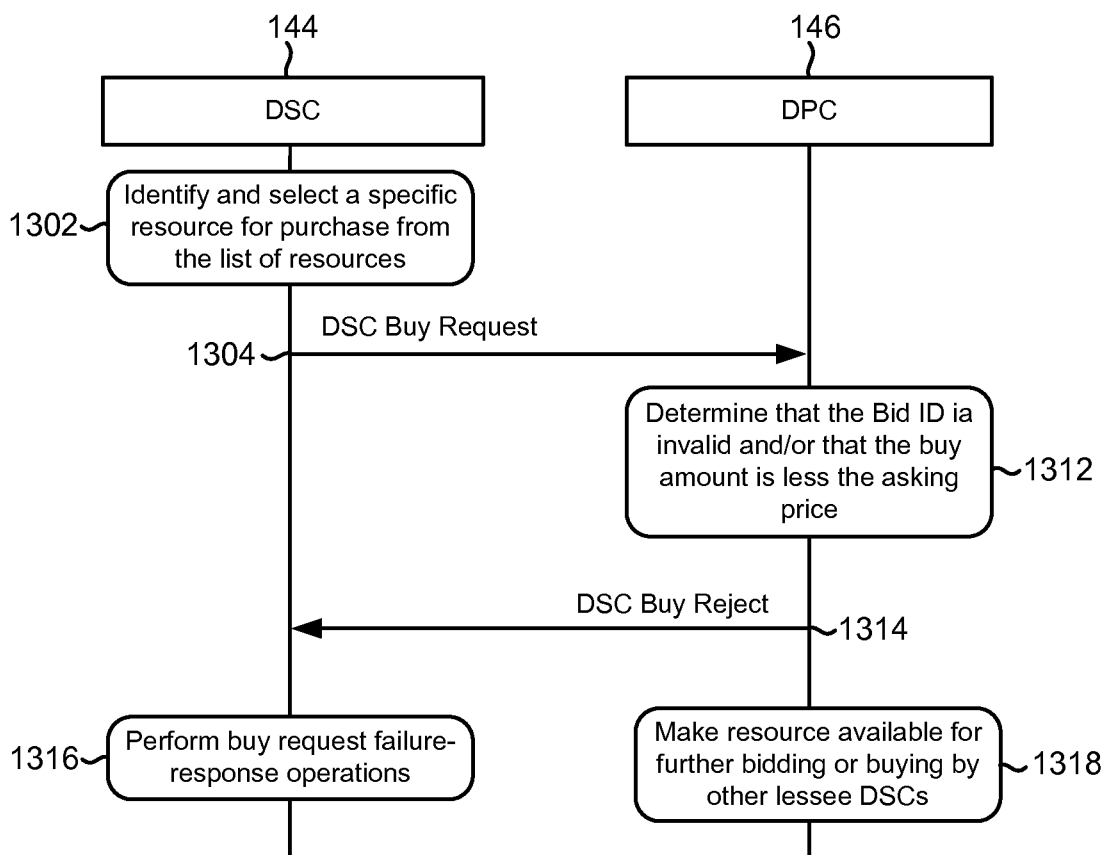 144
146
DSC
DPC
1302
Identify and select a specific
resource for purchase from
the list of resources
DSC Buy Request
1304
Determine that the Bid ID ia
invalid and/or that the buy
amount is less the asking
price
1312
DSC Buy Reject
1314
1316
Perform buy request failure-
response operations
Make resource available for
further bidding or buying by
other lessee DSCs
1318